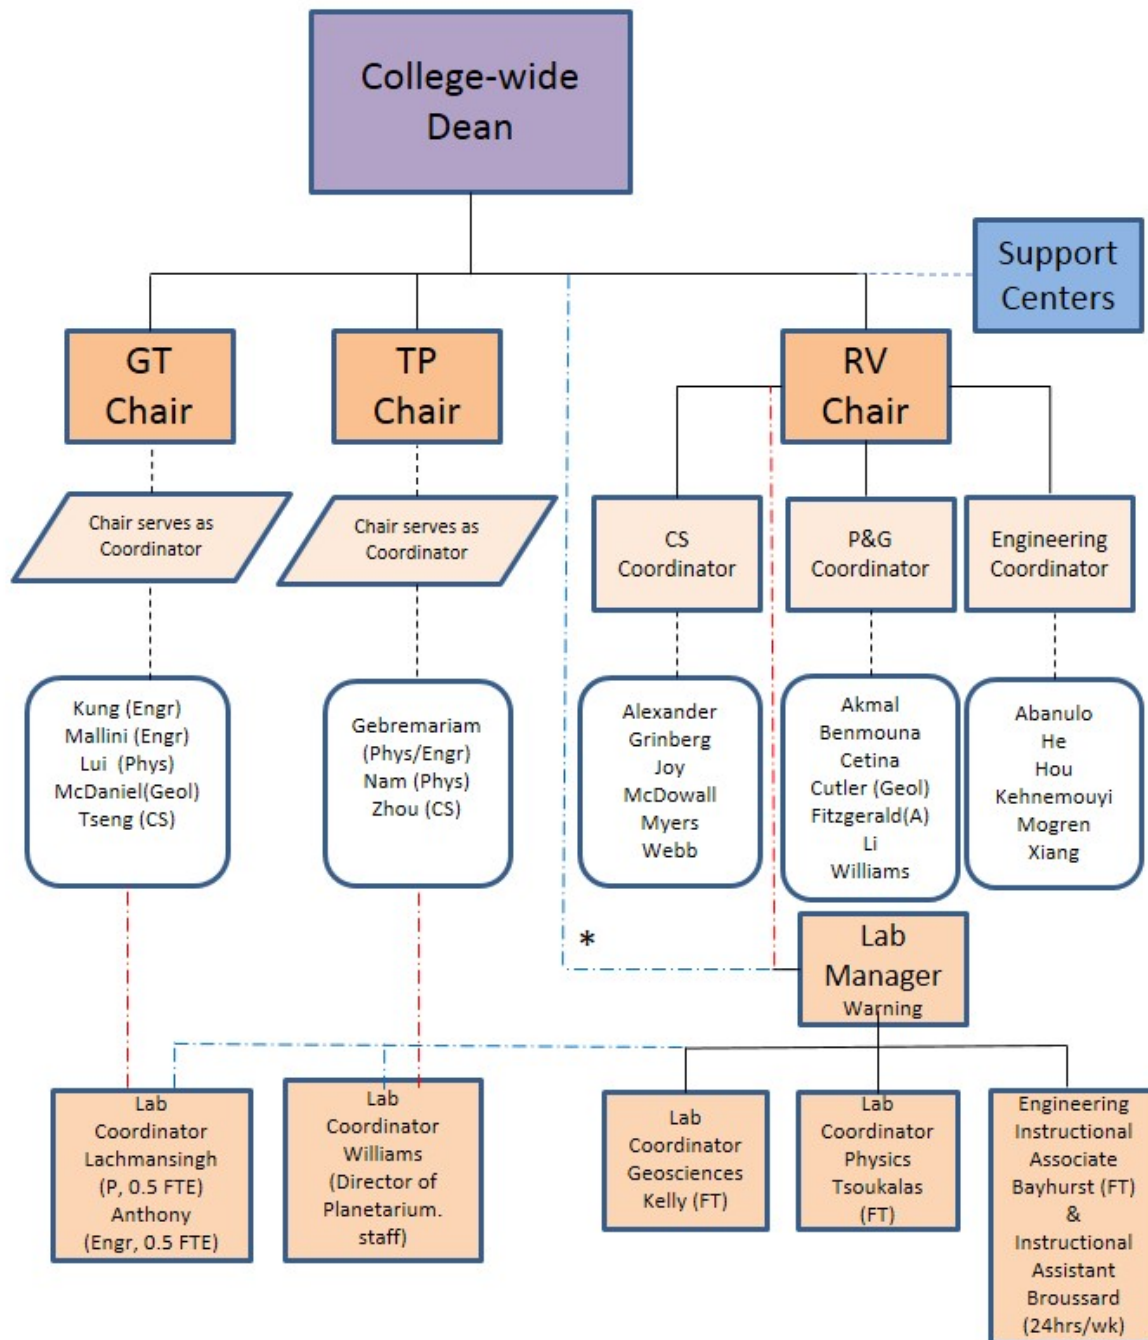 College-wide
Dean
Support
Centers
GT
Chair
TP
Chair
RV
Chair
Chair serves as
Coordinator
Chair serves as
Coordinator
CS
Coordinator
P&G
Coordinator
Engineering
Coordinator
Kung (Engr)
Mallini (Engr)
Lui (Phys)
McDaniel(Geol)
Tseng (CS)
Gebremariam
(Phys/Engr)
Nam (Phys)
Zhou (CS)
Alexander
Grinberg
Joy
McDowall
Myers
Webb
Akmal
Benmouna
Cetina
Cutler (Geol)
Fitzgerald(A)
Li
Williams
Abanulo
He
Hou
Kehnemouyi
Mogren
Xiang
*
Lab
Manager
Warning
Lab
Coordinator
Lachmansingh
(P, 0.5 FTE)
Anthony
(Engr, 0.5 FTE)
Lab
Coordinator
Williams
(Director of
Planetarium.
staff)
Lab
Coordinator
Geosciences
Kelly (FT)
Lab
Coordinator
Physics
Tsoukalas
(FT)
Engineering
Instructional
Associate
Bayhurst (FT)
&
Instructional
Assistant
Broussard
(24hrs/wk)